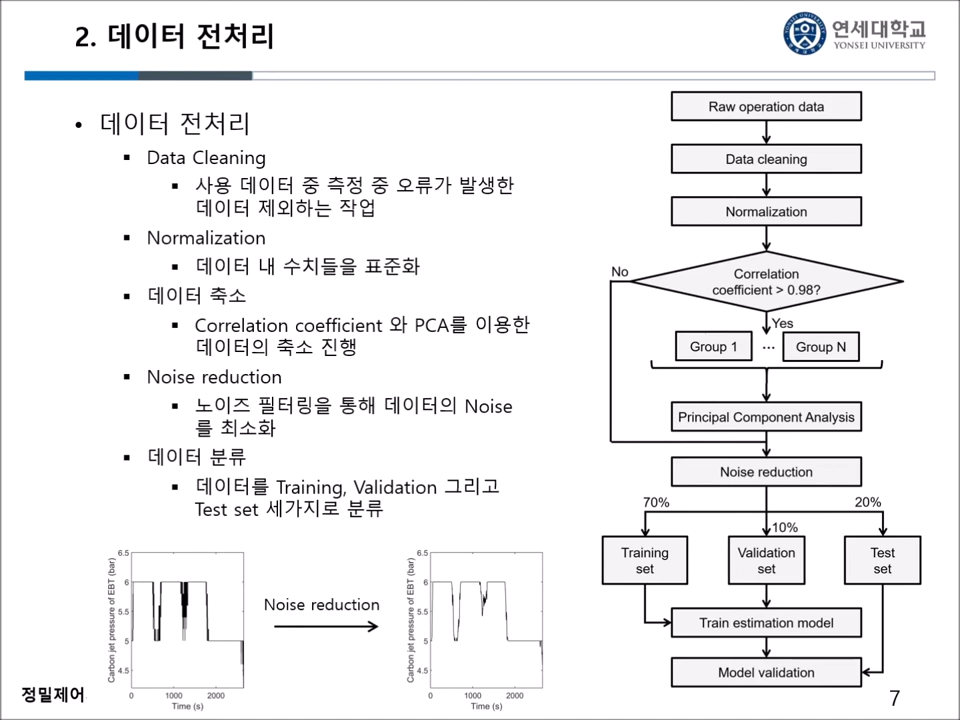 2. 데이터 전처리
연세대학교
YONSEI UNIVERSITY
• 데이터 전처리
▪ Data Cleaning
▪ 사용 데이터 중 측정 중 오류가 발생한
데이터 제외하는 작업
▪ Normalization
▪ 데이터 내 수치들을 표준화
▪ 데이터 축소
▪ Correlation coefficient 와 PCA를 이용한
데이터의 축소 진행
▪ Noise reduction
▪ 노이즈 필터링을 통해 데이터의 Noise
를 최소화
▪ 데이터 분류
▪ 데이터를 Training, Validation 그리고
Test set 세가지로 분류
Raw operation data
Data cleaning
Normalization
Correlation
coefficient > 0.98?
No
Yes
Group 1
...
Group N
Principal Component Analysis
Noise reduction
70%
10%
20%
Training
set
Validation
set
Test
set
Train estimation model
Model validation
Carbon jet pressure of EBT (bar)
6.5
6
5.5
5
4.5
0
1000
2000
Time (s)
Noise reduction
Carbon jet pressure of EBT (bar)
6.5
6
5.5
5
4.5
0
1000
2000
Time (s)
정밀제어
7